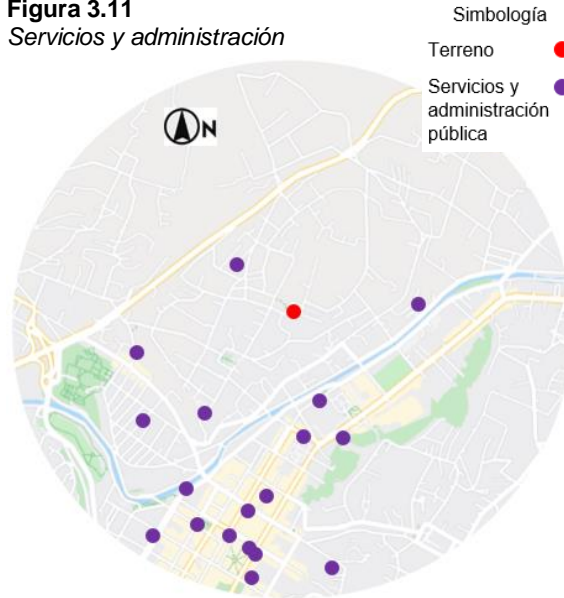 Figura 3.11
Servicios y administración
Simbología
Terreno
Servicios y
administración
pública
N